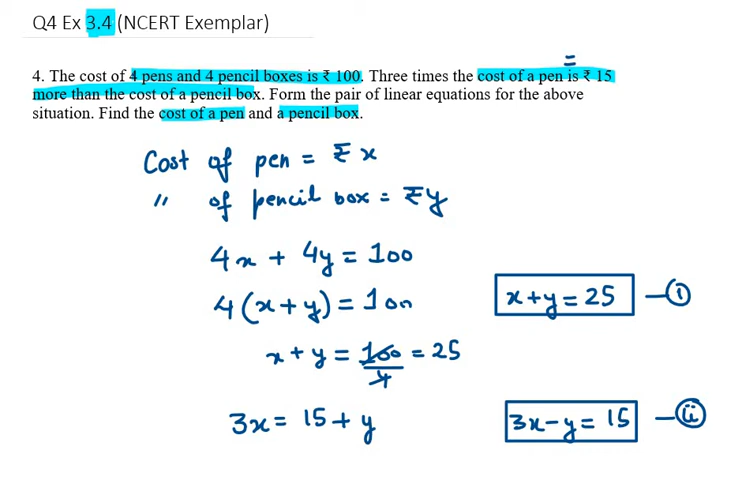 Q4 Ex 3.4 (NCERT Exemplar)
4. The cost of 4 pens and 4 pencil boxes is ₹ 100. Three times the cost of a pen is ₹ 15
more than the cost of a pencil box. Form the pair of linear equations for the above
situation. Find the cost of a pen and a pencil box.
=
Cost of pen = ₹ x
" of pencil box = ₹ y
4x + 4y = 100
4(x + y) = 100
x + y = 25 — (i)
x + y = 100/4 = 25
3x = 15 + y
3x - y = 15 — (ii)